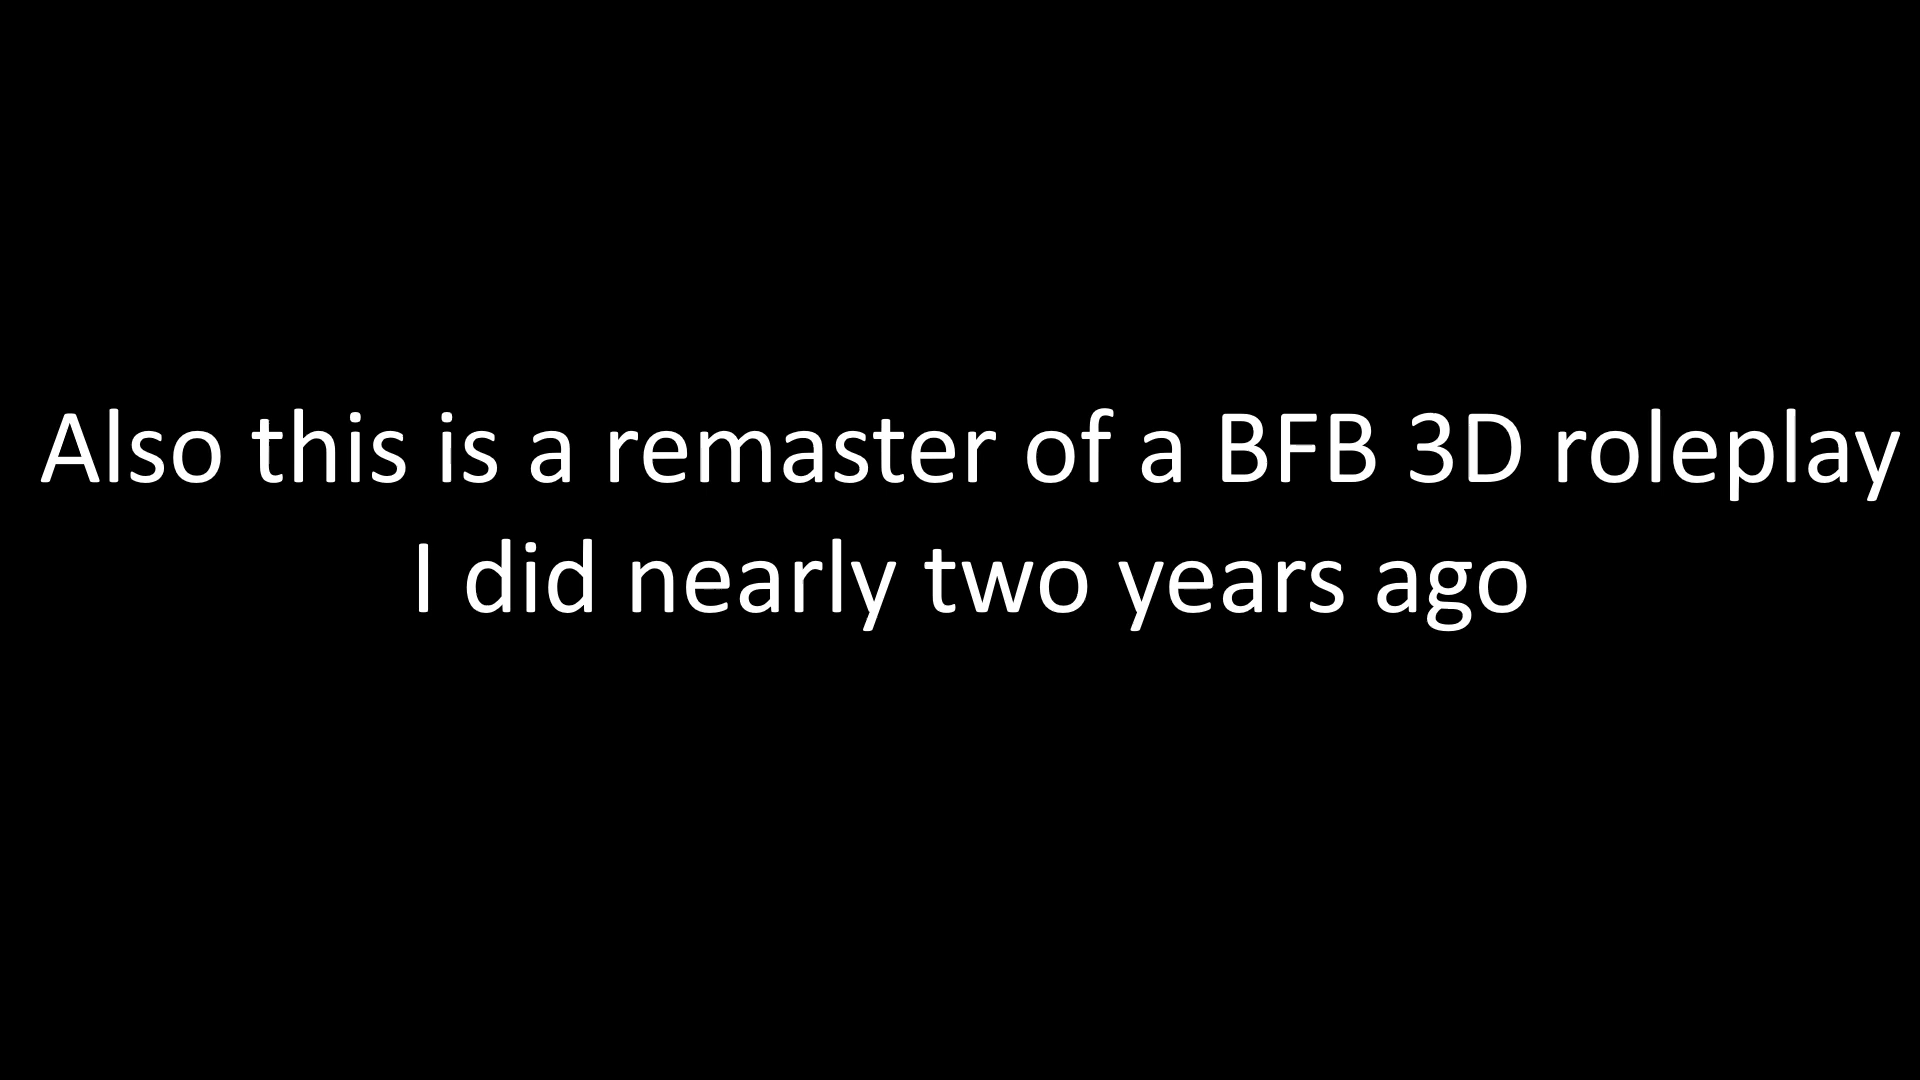 Also this is a remaster of a BFB 3D roleplay
I did nearly two years ago